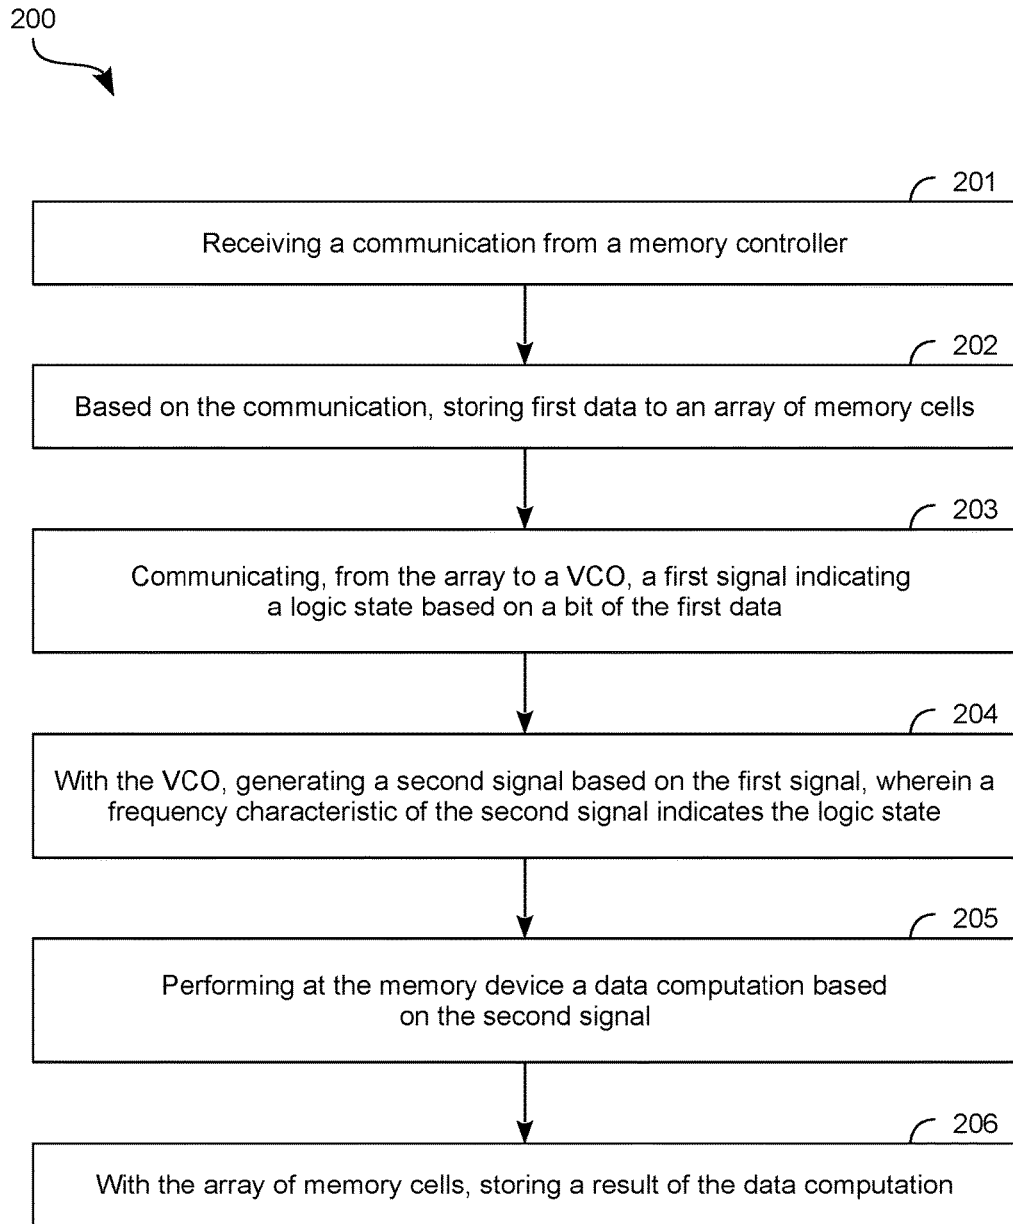 200
201
Receiving a communication from a memory controller
202
Based on the communication, storing first data to an array of memory cells
203
Communicating, from the array to a VCO, a first signal indicating
a logic state based on a bit of the first data
204
With the VCO, generating a second signal based on the first signal, wherein a
frequency characteristic of the second signal indicates the logic state
205
Performing at the memory device a data computation based
on the second signal
206
With the array of memory cells, storing a result of the data computation